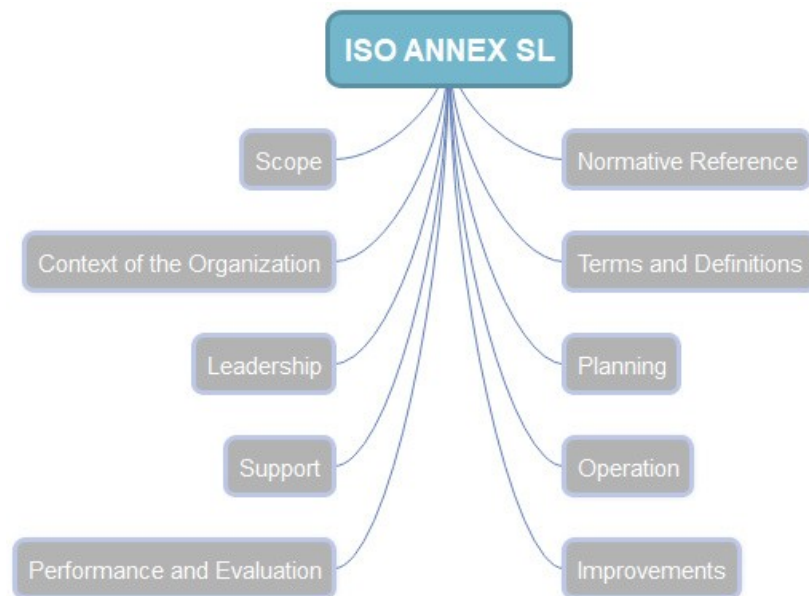 ISO ANNEX SL
Scope
Normative Reference
Context of the Organization
Terms and Definitions
Leadership
Planning
Support
Operation
Performance and Evaluation
Improvements